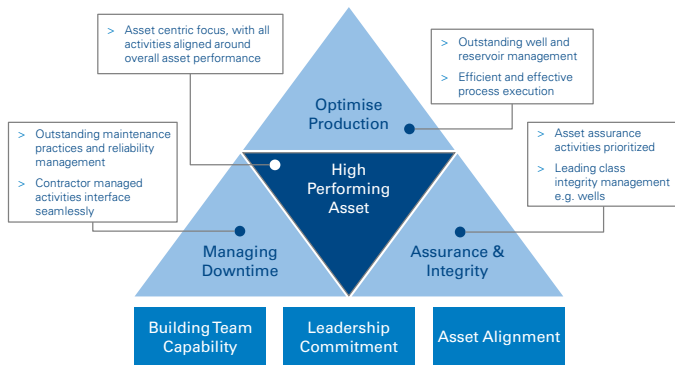 > Asset centric focus, with all
activities aligned around
overall asset performance
> Outstanding well and
reservoir management
> Efficient and effective
process execution
Optimise
Production
> Outstanding maintenance
practices and reliability
management
> Contractor managed
activities interface
seamlessly
> Asset assurance
activities prioritized
> Leading class
integrity management
e.g. wells
High
Performing
Asset
Managing
Downtime
Assurance &
Integrity
Building Team
Capability
Leadership
Commitment
Asset Alignment